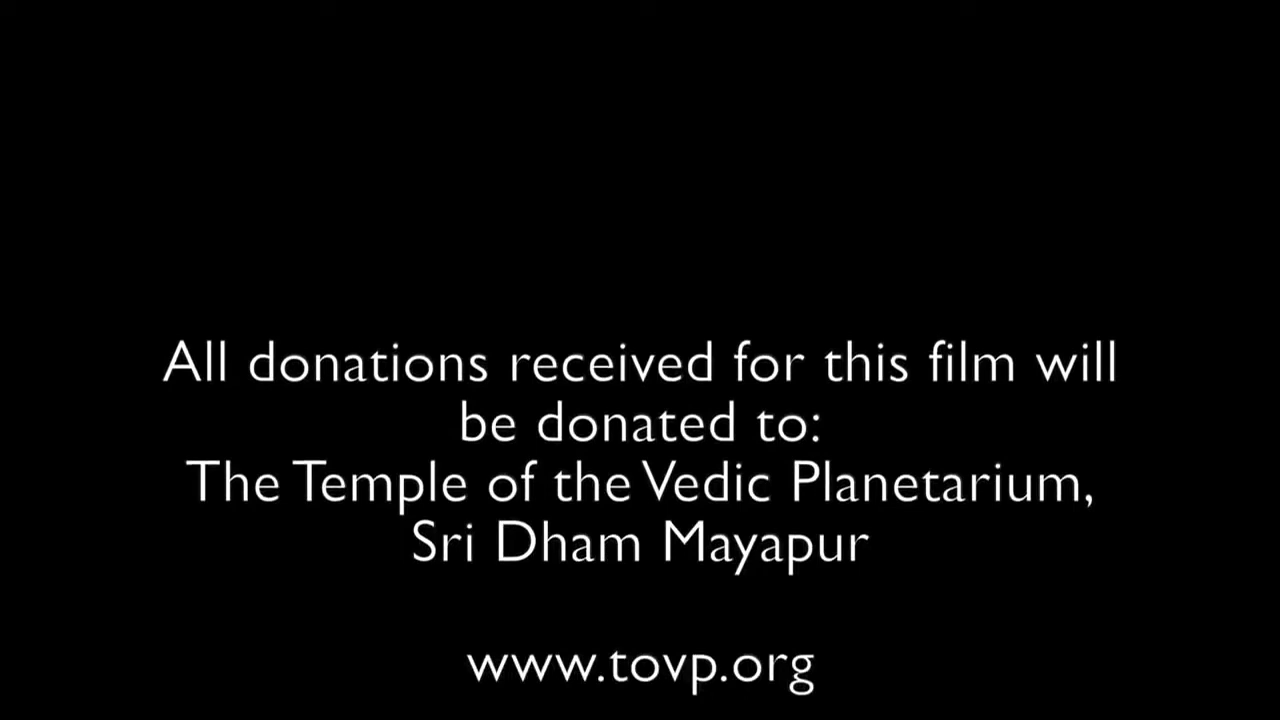 All donations received for this film will
be donated to:
The Temple of the Vedic Planetarium,
Sri Dham Mayapur
www.tovp.org